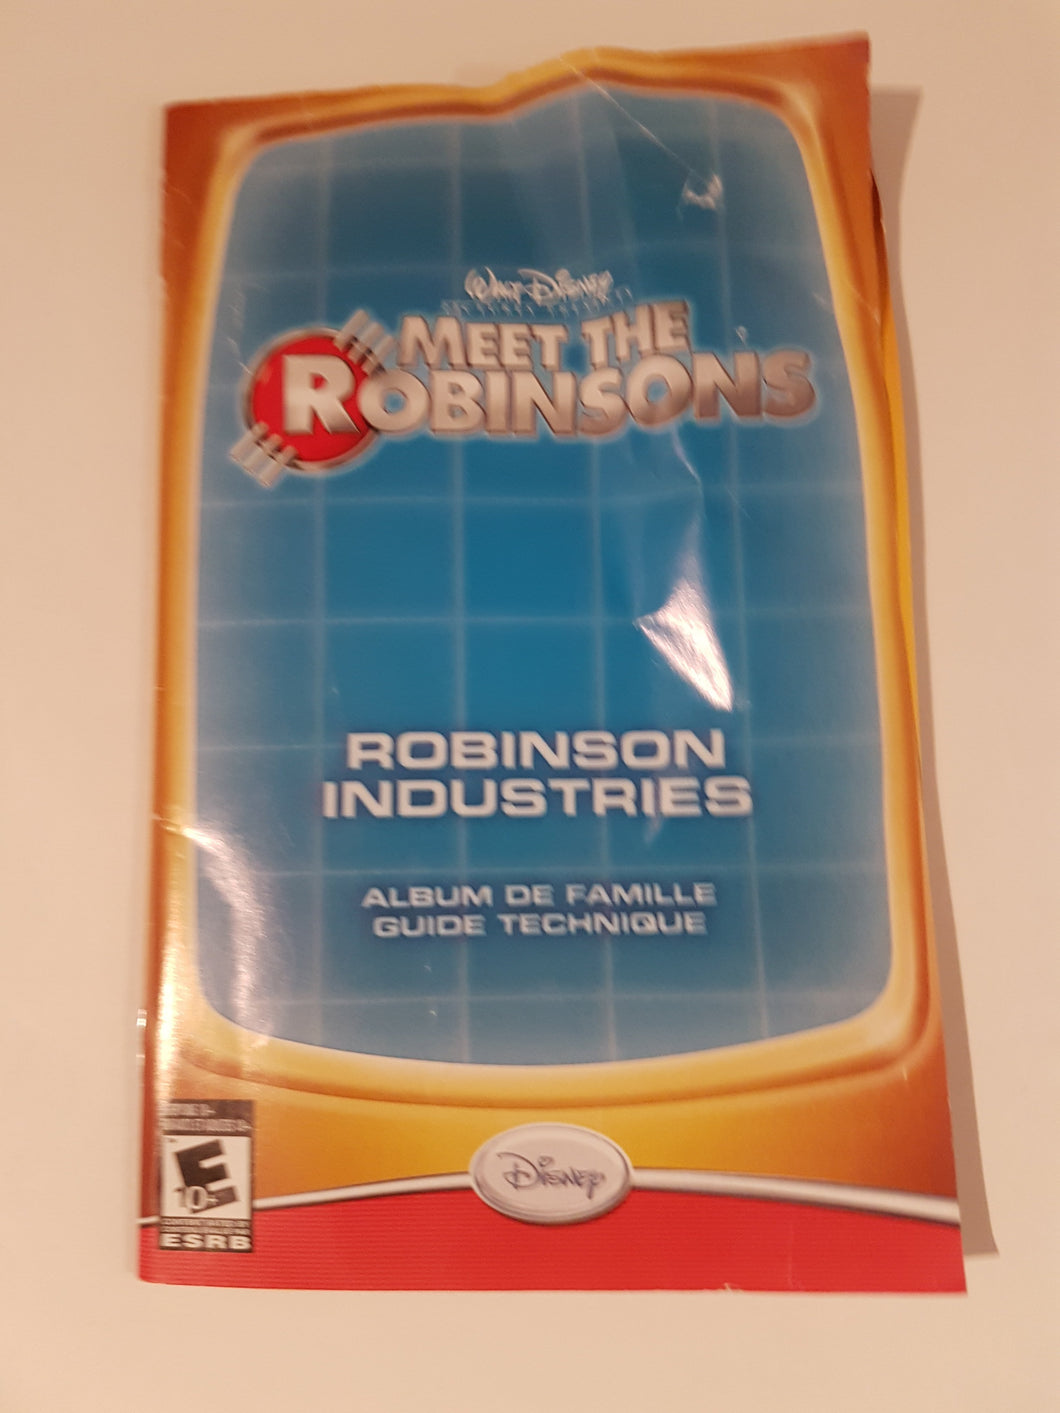 WALT DISNEY
MEET THE
ROBINSONS
R
ROBINSON
INDUSTRIES
ALBUM DE FAMILLE
GUIDE TECHNIQUE
E
10+
ESRB
DISNEY